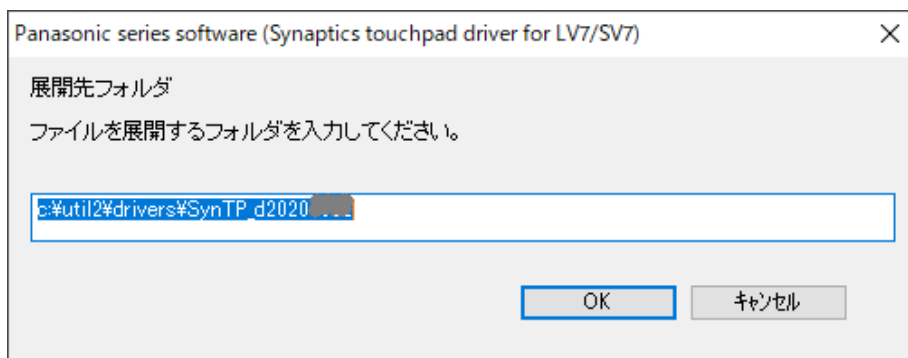 Panasonic series software (Synaptics touchpad driver for LV7/SV7)
展開先フォルダ
ファイルを展開するフォルダを入力してください。
c:¥util2¥drivers¥SynTP_d2020
OK
キャンセル